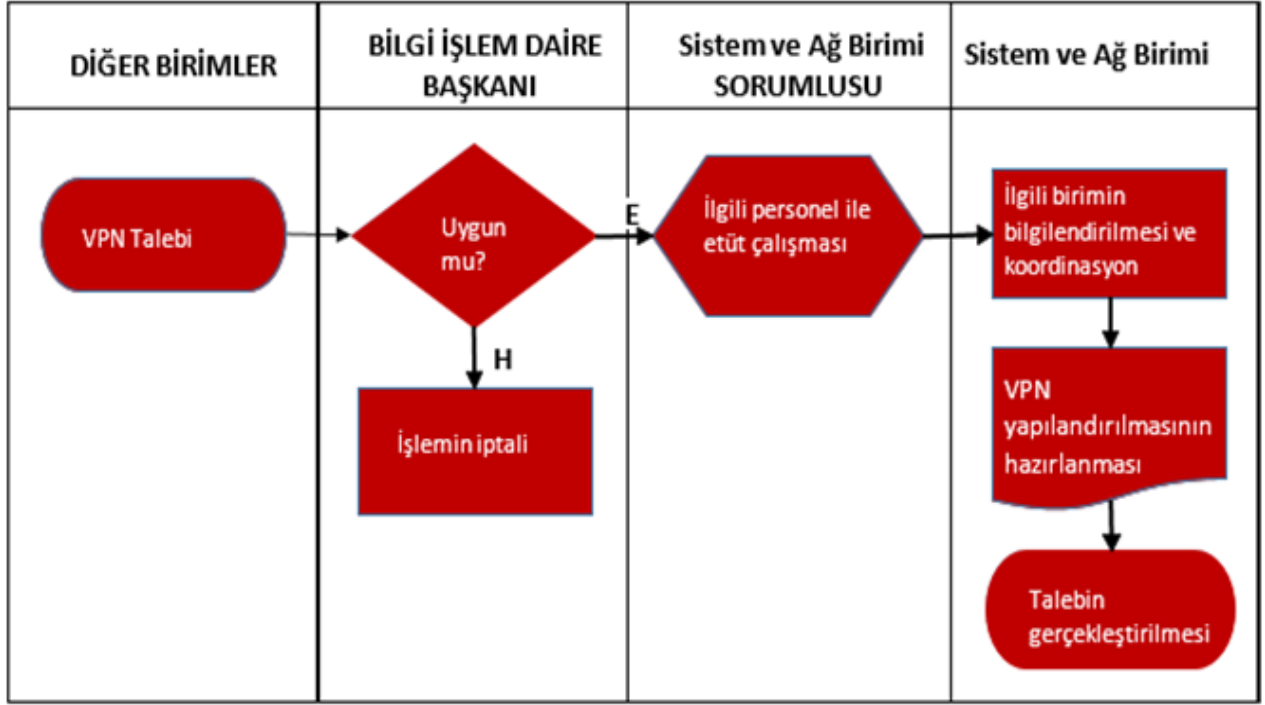 DİĞER BİRİMLER
BİLGİ İŞLEM DAİRE
BAŞKANI
Sistem ve Ağ Birimi
SORUMLUSU
Sistem ve Ağ Birimi
VPN Talebi
Uygun
mu?
E
H
İşlemin iptali
İlgili personel ile
etüt çalışması
İlgili birimin
bilgilendirilmesi ve
koordinasyon
VPN
yapılandırılmasının
hazırlanması
Talebin
gerçekleştirilmesi